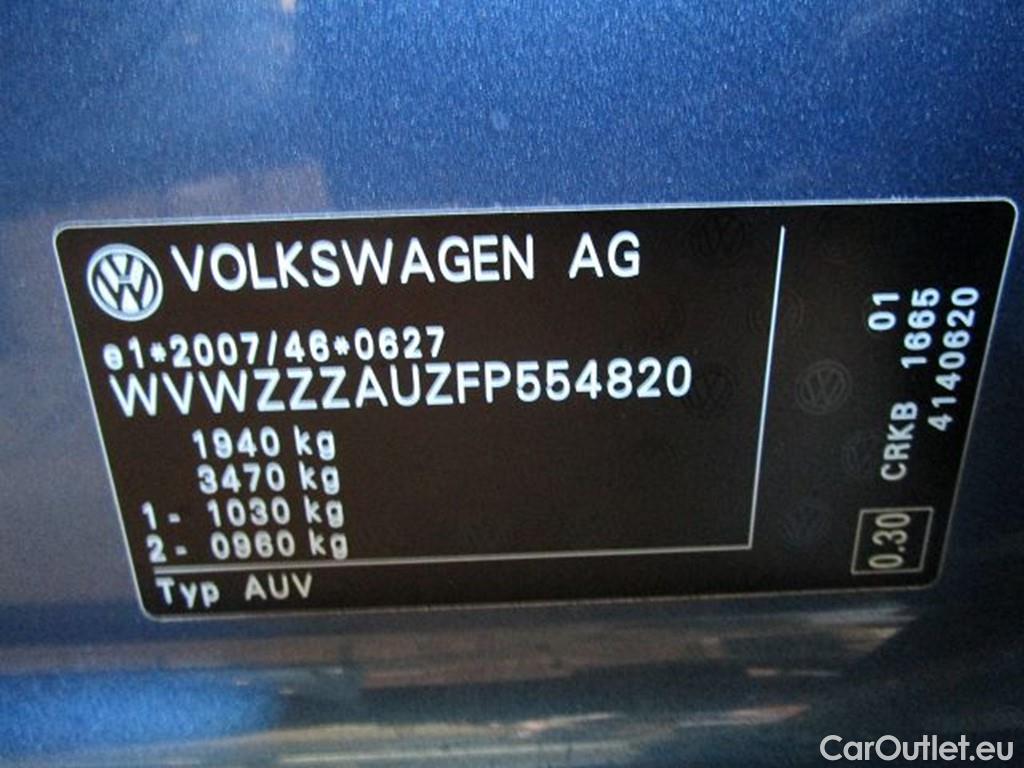 VOLKSWAGEN AG
e1*2007/46*0627
WVWZZZAUZFP554820
1940 kg
3470 kg
1- 1030 kg
2- 0960 kg
Typ AUV
01
CRKB 1665
4140620
0.30
CarOutlet.eu